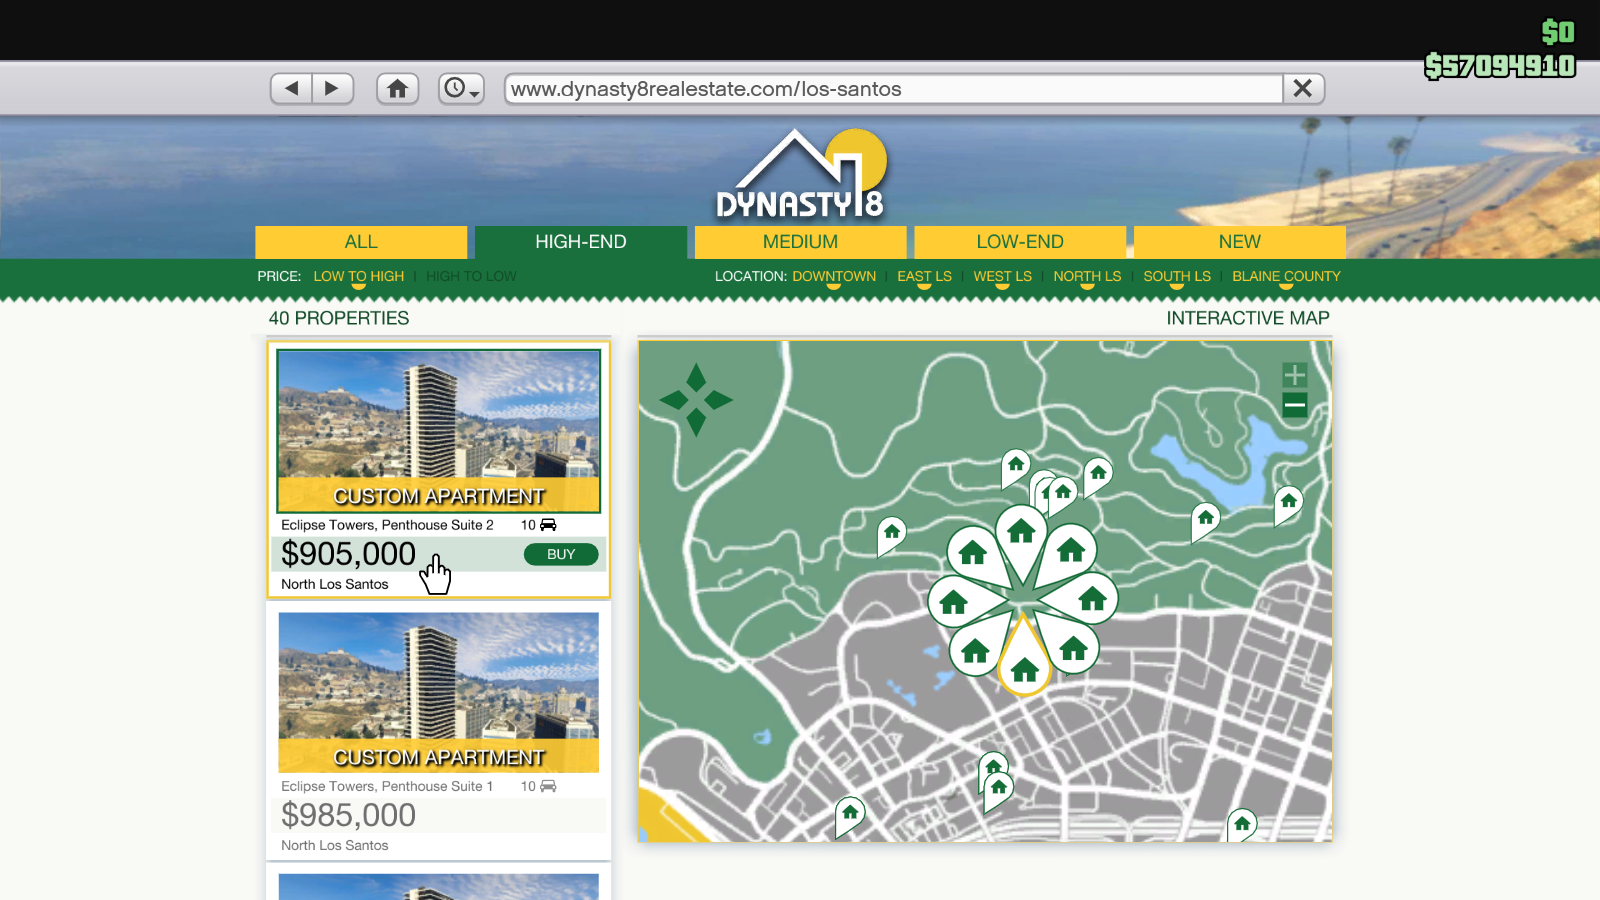 $0
$57094910
www.dynasty8realestate.com/los-santos
DYNASTY 8
ALL
HIGH-END
MEDIUM
LOW-END
NEW
PRICE: LOW TO HIGH | HIGH TO LOW
LOCATION: DOWNTOWN | EAST LS | WEST LS | NORTH LS | SOUTH LS | BLAINE COUNTY
40 PROPERTIES
INTERACTIVE MAP
CUSTOM APARTMENT
Eclipse Towers, Penthouse Suite 2 10
$905,000 BUY
North Los Santos
CUSTOM APARTMENT
Eclipse Towers, Penthouse Suite 1 10
$985,000
North Los Santos